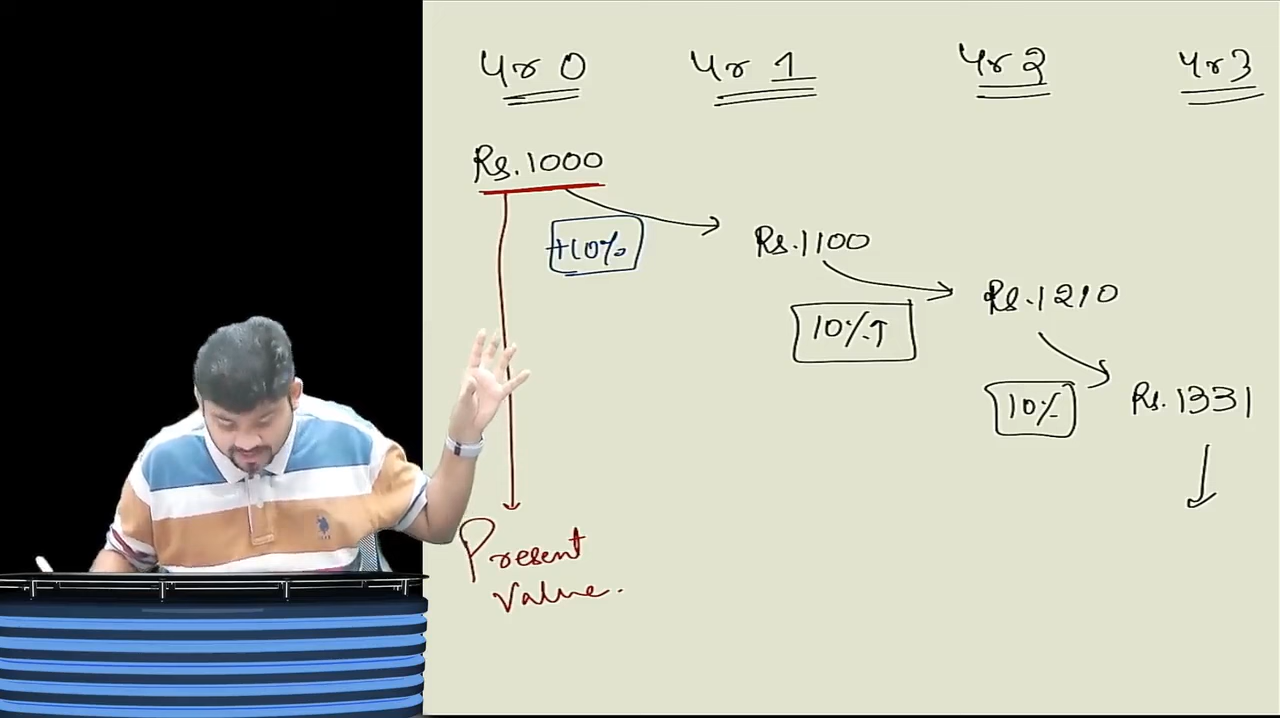 Yr 0 Yr 1 Yr 2 Yr 3
Rs.1000
+10%
Rs.1100
10%↑
Rs.1210
10%
Rs.1331
Present
Value.